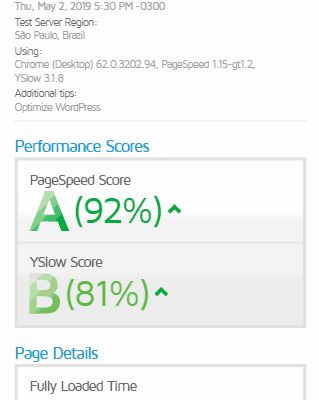 Thu, May 2, 2019 5:30 PM -0300
Test Server Region:
São Paulo, Brazil
Using:
Chrome (Desktop) 62.0.3202.94, PageSpeed 1.15-gt1.2,
YSlow 3.1.8
Additional tips:
Optimize WordPress
Performance Scores
PageSpeed Score
A (92%)
YSlow Score
B (81%)
Page Details
Fully Loaded Time